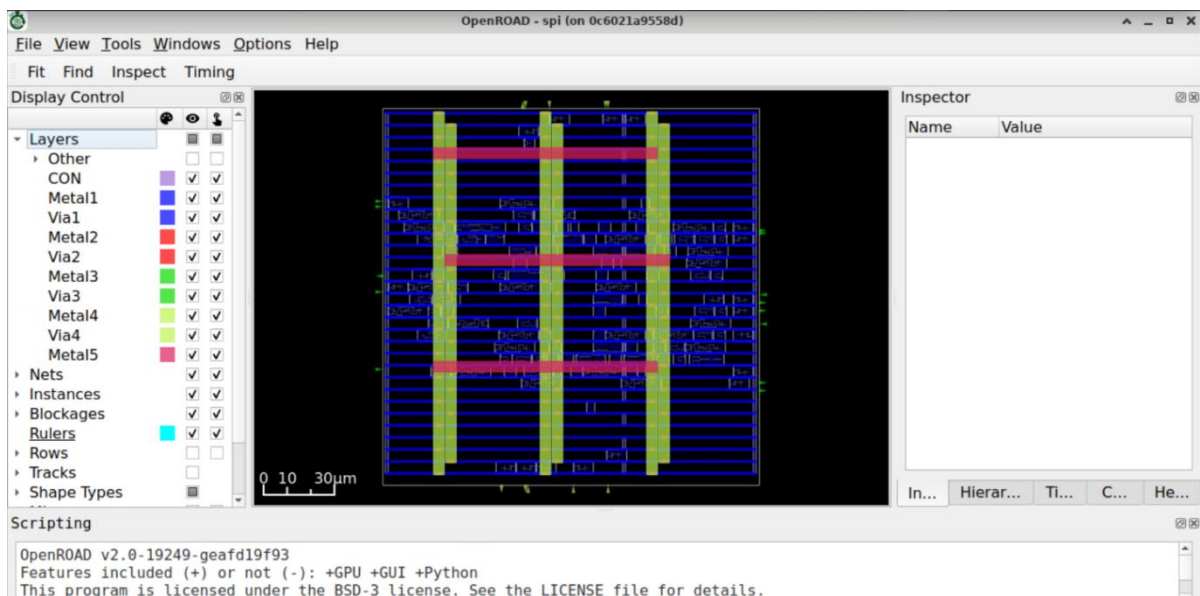 OpenROAD - spi (on 0c6021a9558d)
File View Tools Windows Options Help
Fit Find Inspect Timing
Display Control
Layers
Other
CON
Metal1
Via1
Metal2
Via2
Metal3
Via3
Metal4
Via4
Metal5
Nets
Instances
Blockages
Rulers
Rows
Tracks
Shape Types
0 10 30μm
Inspector
Name Value
In... Hierar... Ti... C... He...
Scripting
OpenROAD v2.0-19249-geafd19f93
Features included (+) or not (-): +GPU +GUI +Python
This program is licensed under the BSD-3 license. See the LICENSE file for details.